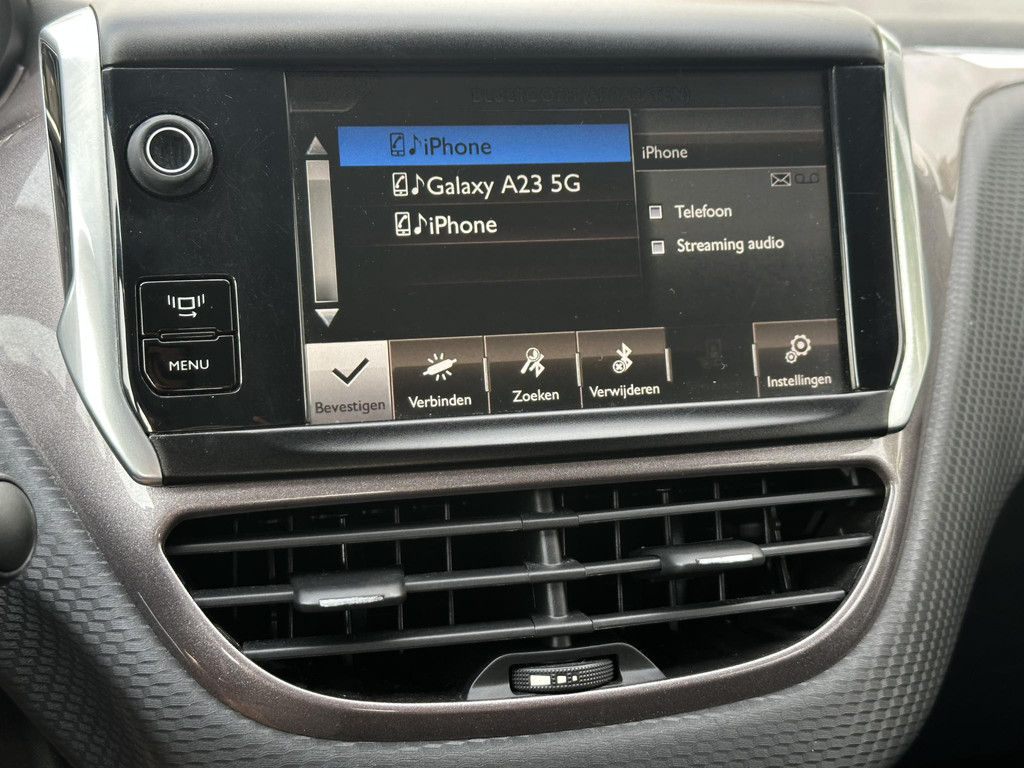 iPhone
Galaxy A23 5G
iPhone
iPhone
Telefoon
Streaming audio
MENU
Bevestigen
Verbinden
Zoeken
Verwijderen
Instellingen